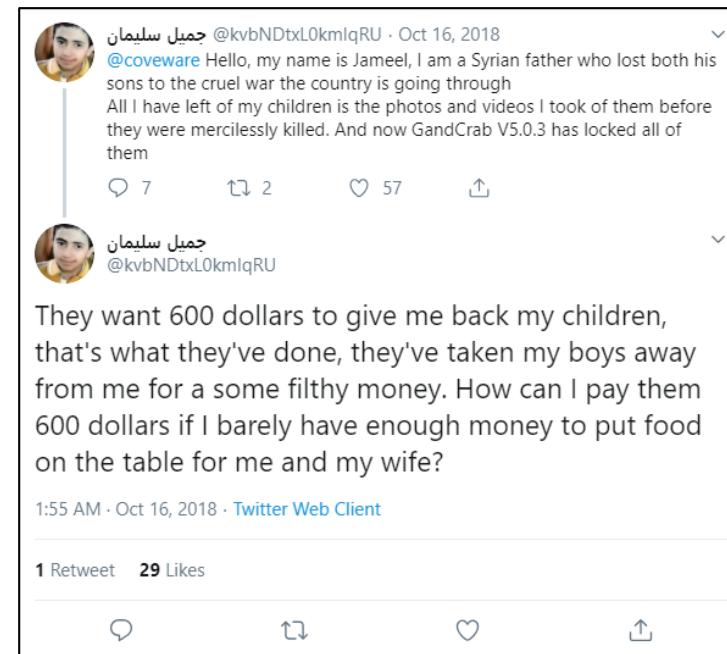 جميل سليمان @kvbNDtxL0kmlqRU · Oct 16, 2018
@coveware Hello, my name is Jameel, I am a Syrian father who lost both his
sons to the cruel war the country is going through
All I have left of my children is the photos and videos I took of them before
they were mercilessly killed. And now GandCrab V5.0.3 has locked all of
them
7 2 57
جميل سليمان
@kvbNDtxL0kmlqRU
They want 600 dollars to give me back my children,
that's what they've done, they've taken my boys away
from me for a some filthy money. How can I pay them
600 dollars if I barely have enough money to put food
on the table for me and my wife?
1:55 AM · Oct 16, 2018 · Twitter Web Client
1 Retweet 29 Likes